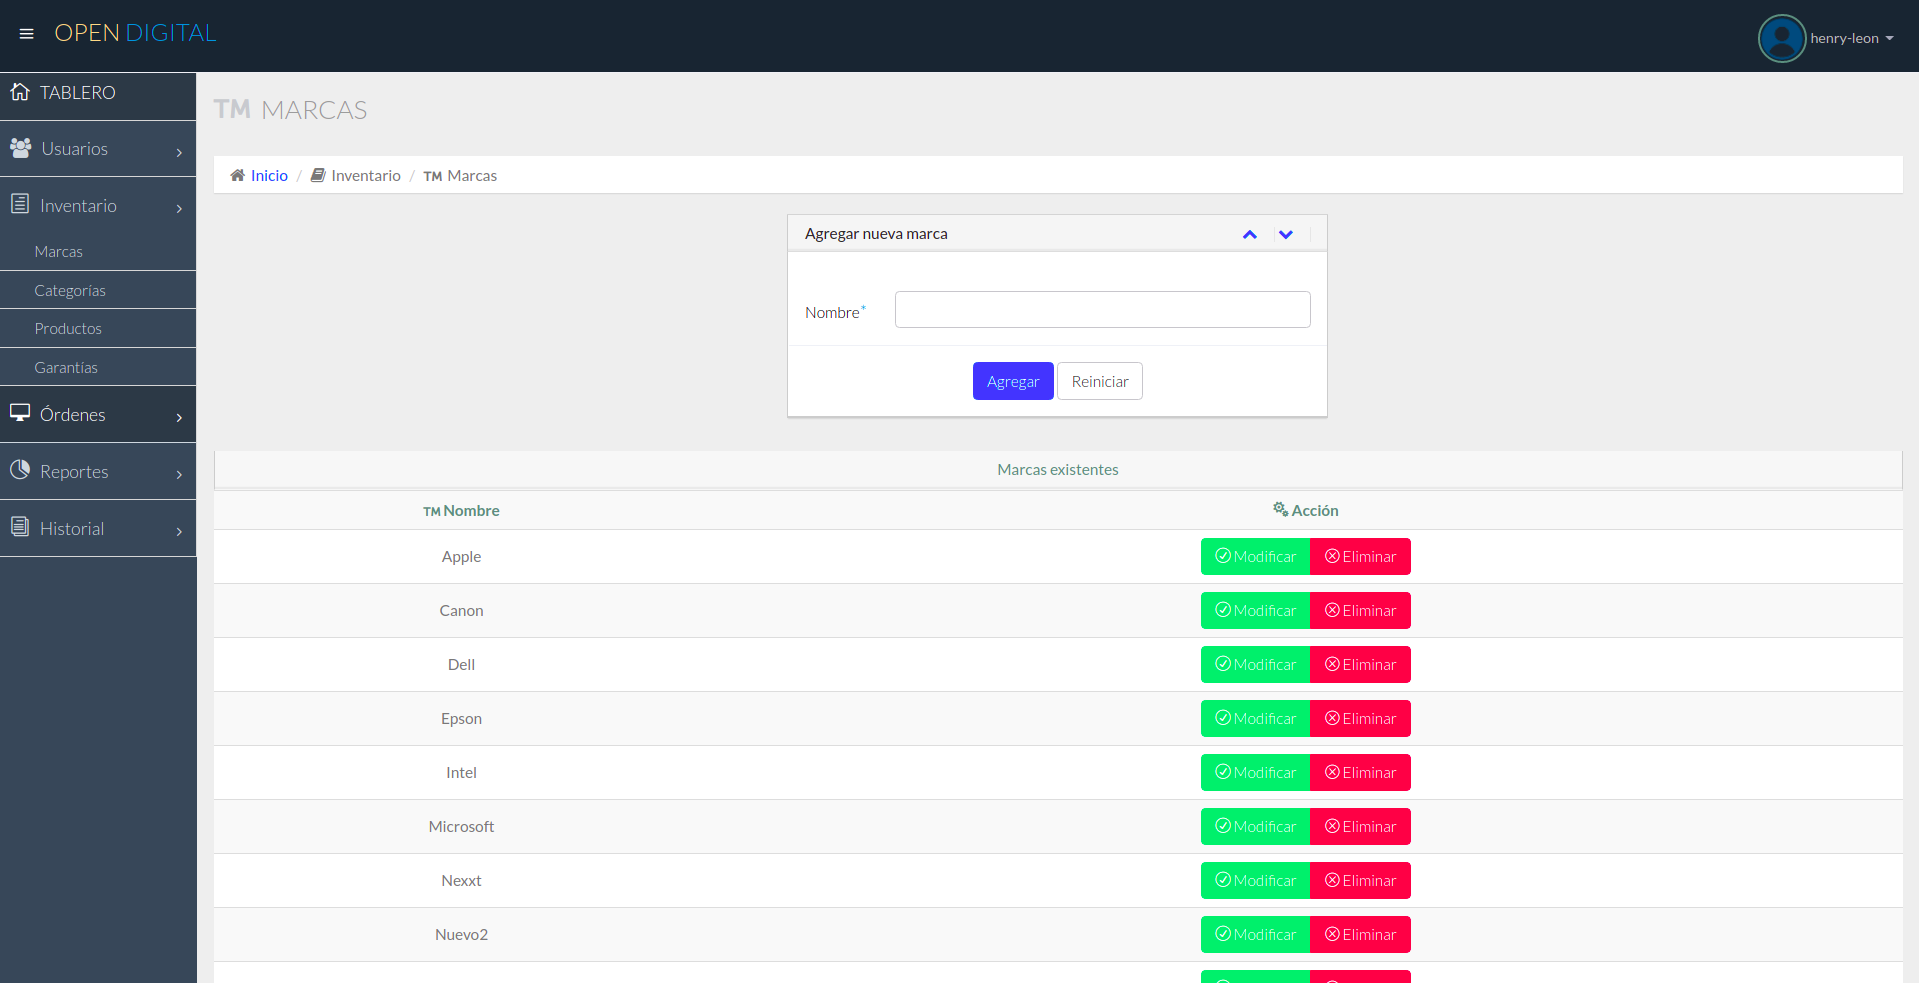 OPEN DIGITAL
henry-leon
TABLERO
Usuarios
Inventario
Marcas
Categorías
Productos
Garantías
Órdenes
Reportes
Historial
TM MARCAS
Inicio / Inventario / TM Marcas
Agregar nueva marca
Nombre*
Agregar Reiniciar
Marcas existentes
TM Nombre Acción
Apple Modificar Eliminar
Canon Modificar Eliminar
Dell Modificar Eliminar
Epson Modificar Eliminar
Intel Modificar Eliminar
Microsoft Modificar Eliminar
Nexxt Modificar Eliminar
Nuevo2 Modificar Eliminar